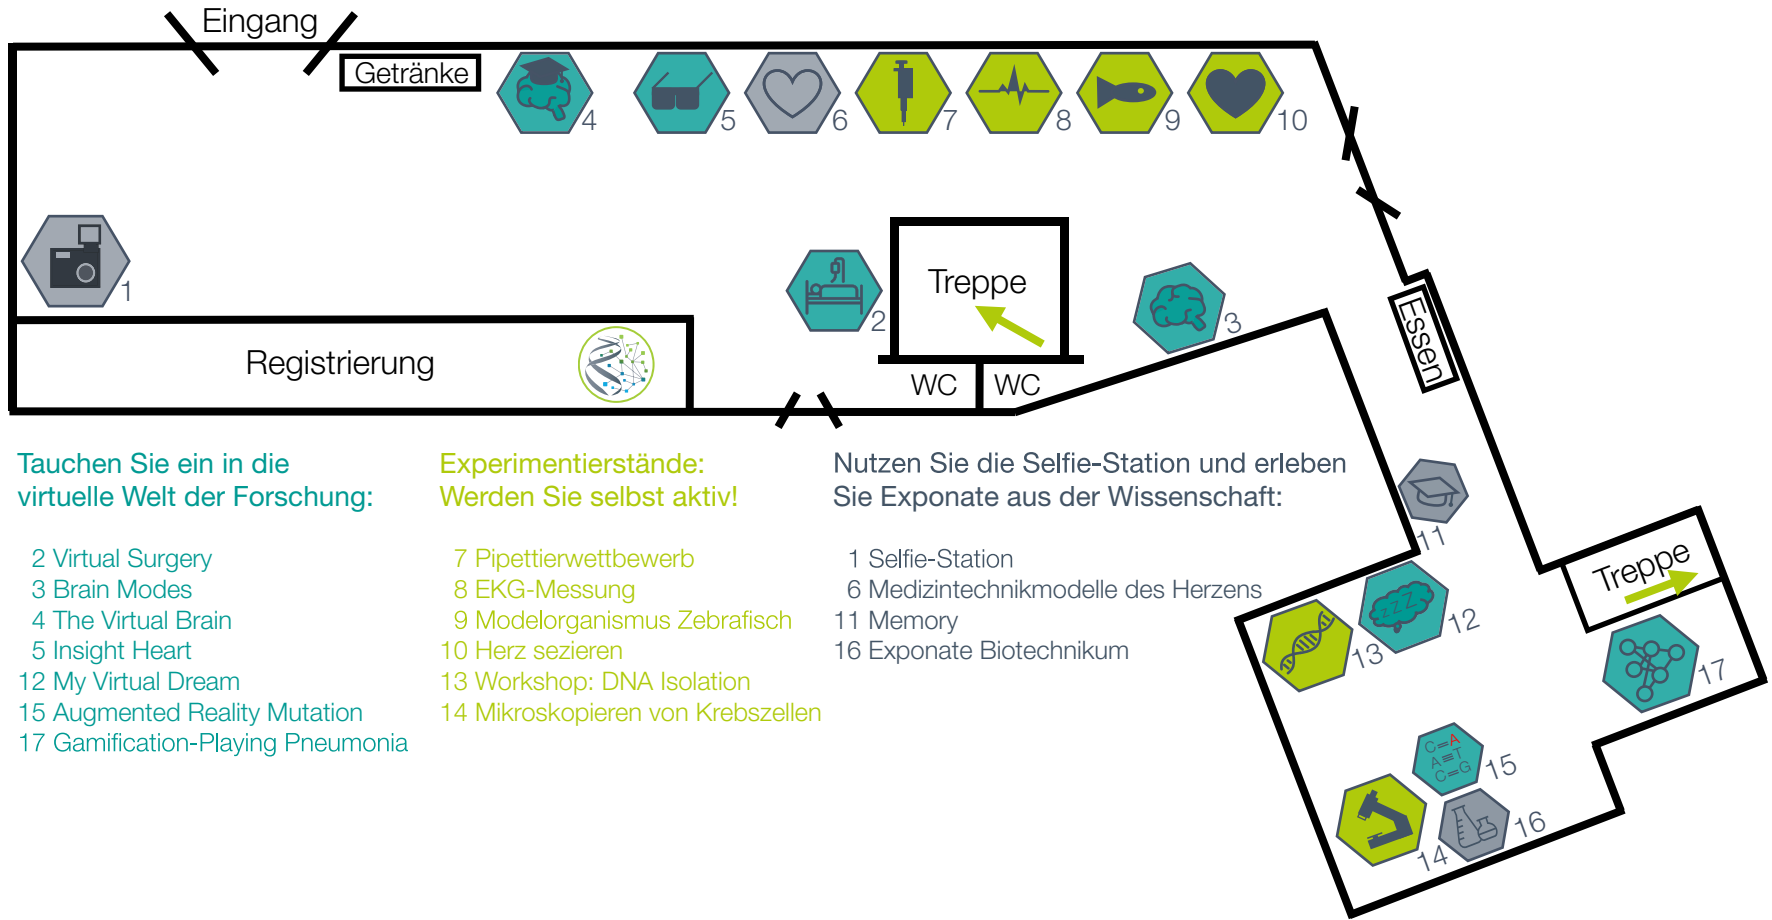 Eingang
Getränke
4
5
6
7
8
9
10
1
2
Treppe
3
Essen
Registrierung
WC
WC
Tauchen Sie ein in die
virtuelle Welt der Forschung:
2 Virtual Surgery
3 Brain Modes
4 The Virtual Brain
5 Insight Heart
12 My Virtual Dream
15 Augmented Reality Mutation
17 Gamification-Playing Pneumonia
Experimentierstände:
Werden Sie selbst aktiv!
7 Pipettierwettbewerb
8 EKG-Messung
9 Modelorganismus Zebrafisch
10 Herz sezieren
13 Workshop: DNA Isolation
14 Mikroskopieren von Krebszellen
Nutzen Sie die Selfie-Station und erleben
Sie Exponate aus der Wissenschaft:
1 Selfie-Station
6 Medizintechnikmodelle des Herzens
11 Memory
16 Exponate Biotechnikum
11
Treppe
zzZ
12
13
17
C=A
A≡T
C=G
15
16
14